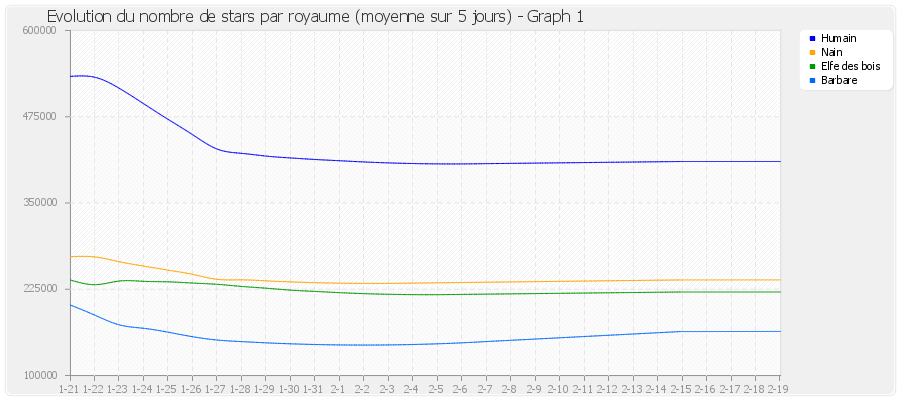 Evolution du nombre de stars par royaume (moyenne sur 5 jours) - Graph 1
600000
475000
350000
225000
100000
1-21 1-22 1-23 1-24 1-25 1-26 1-27 1-28 1-29 1-30 1-31 2-1 2-2 2-3 2-4 2-5 2-6 2-7 2-8 2-9 2-10 2-11 2-12 2-13 2-14 2-15 2-16 2-17 2-18 2-19
Humain
Nain
Elfe des bois
Barbare